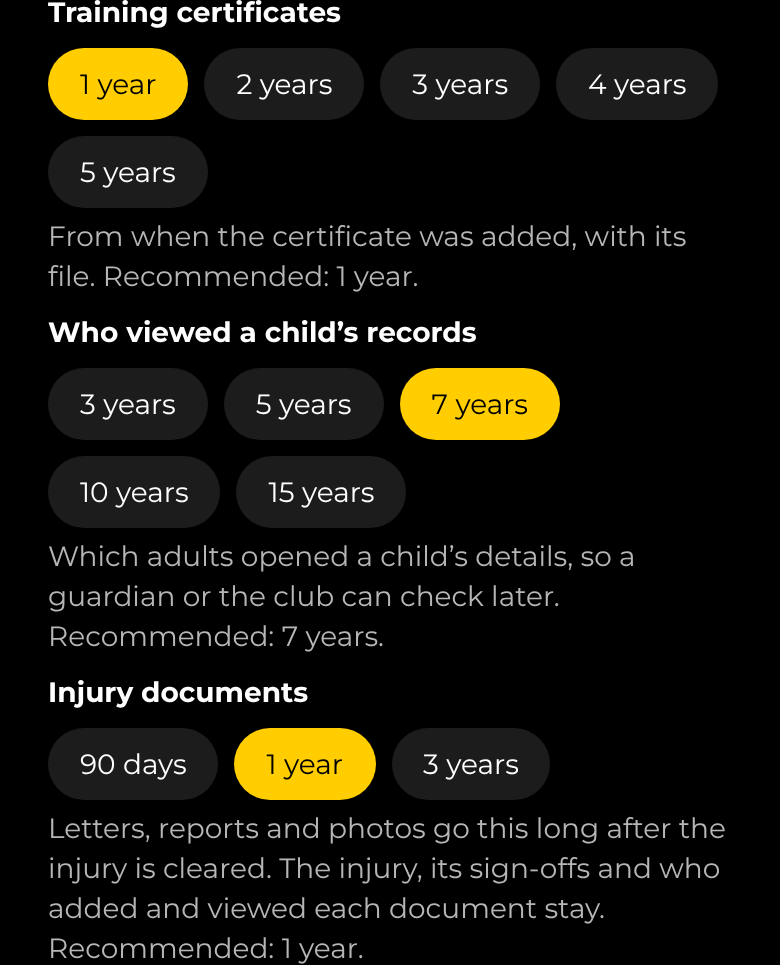 Training certificates
1 year
2 years
3 years
4 years
5 years
From when the certificate was added, with its
file. Recommended: 1 year.
Who viewed a child’s records
3 years
5 years
7 years
10 years
15 years
Which adults opened a child’s details, so a
guardian or the club can check later.
Recommended: 7 years.
Injury documents
90 days
1 year
3 years
Letters, reports and photos go this long after the
injury is cleared. The injury, its sign-offs and who
added and viewed each document stay.
Recommended: 1 year.